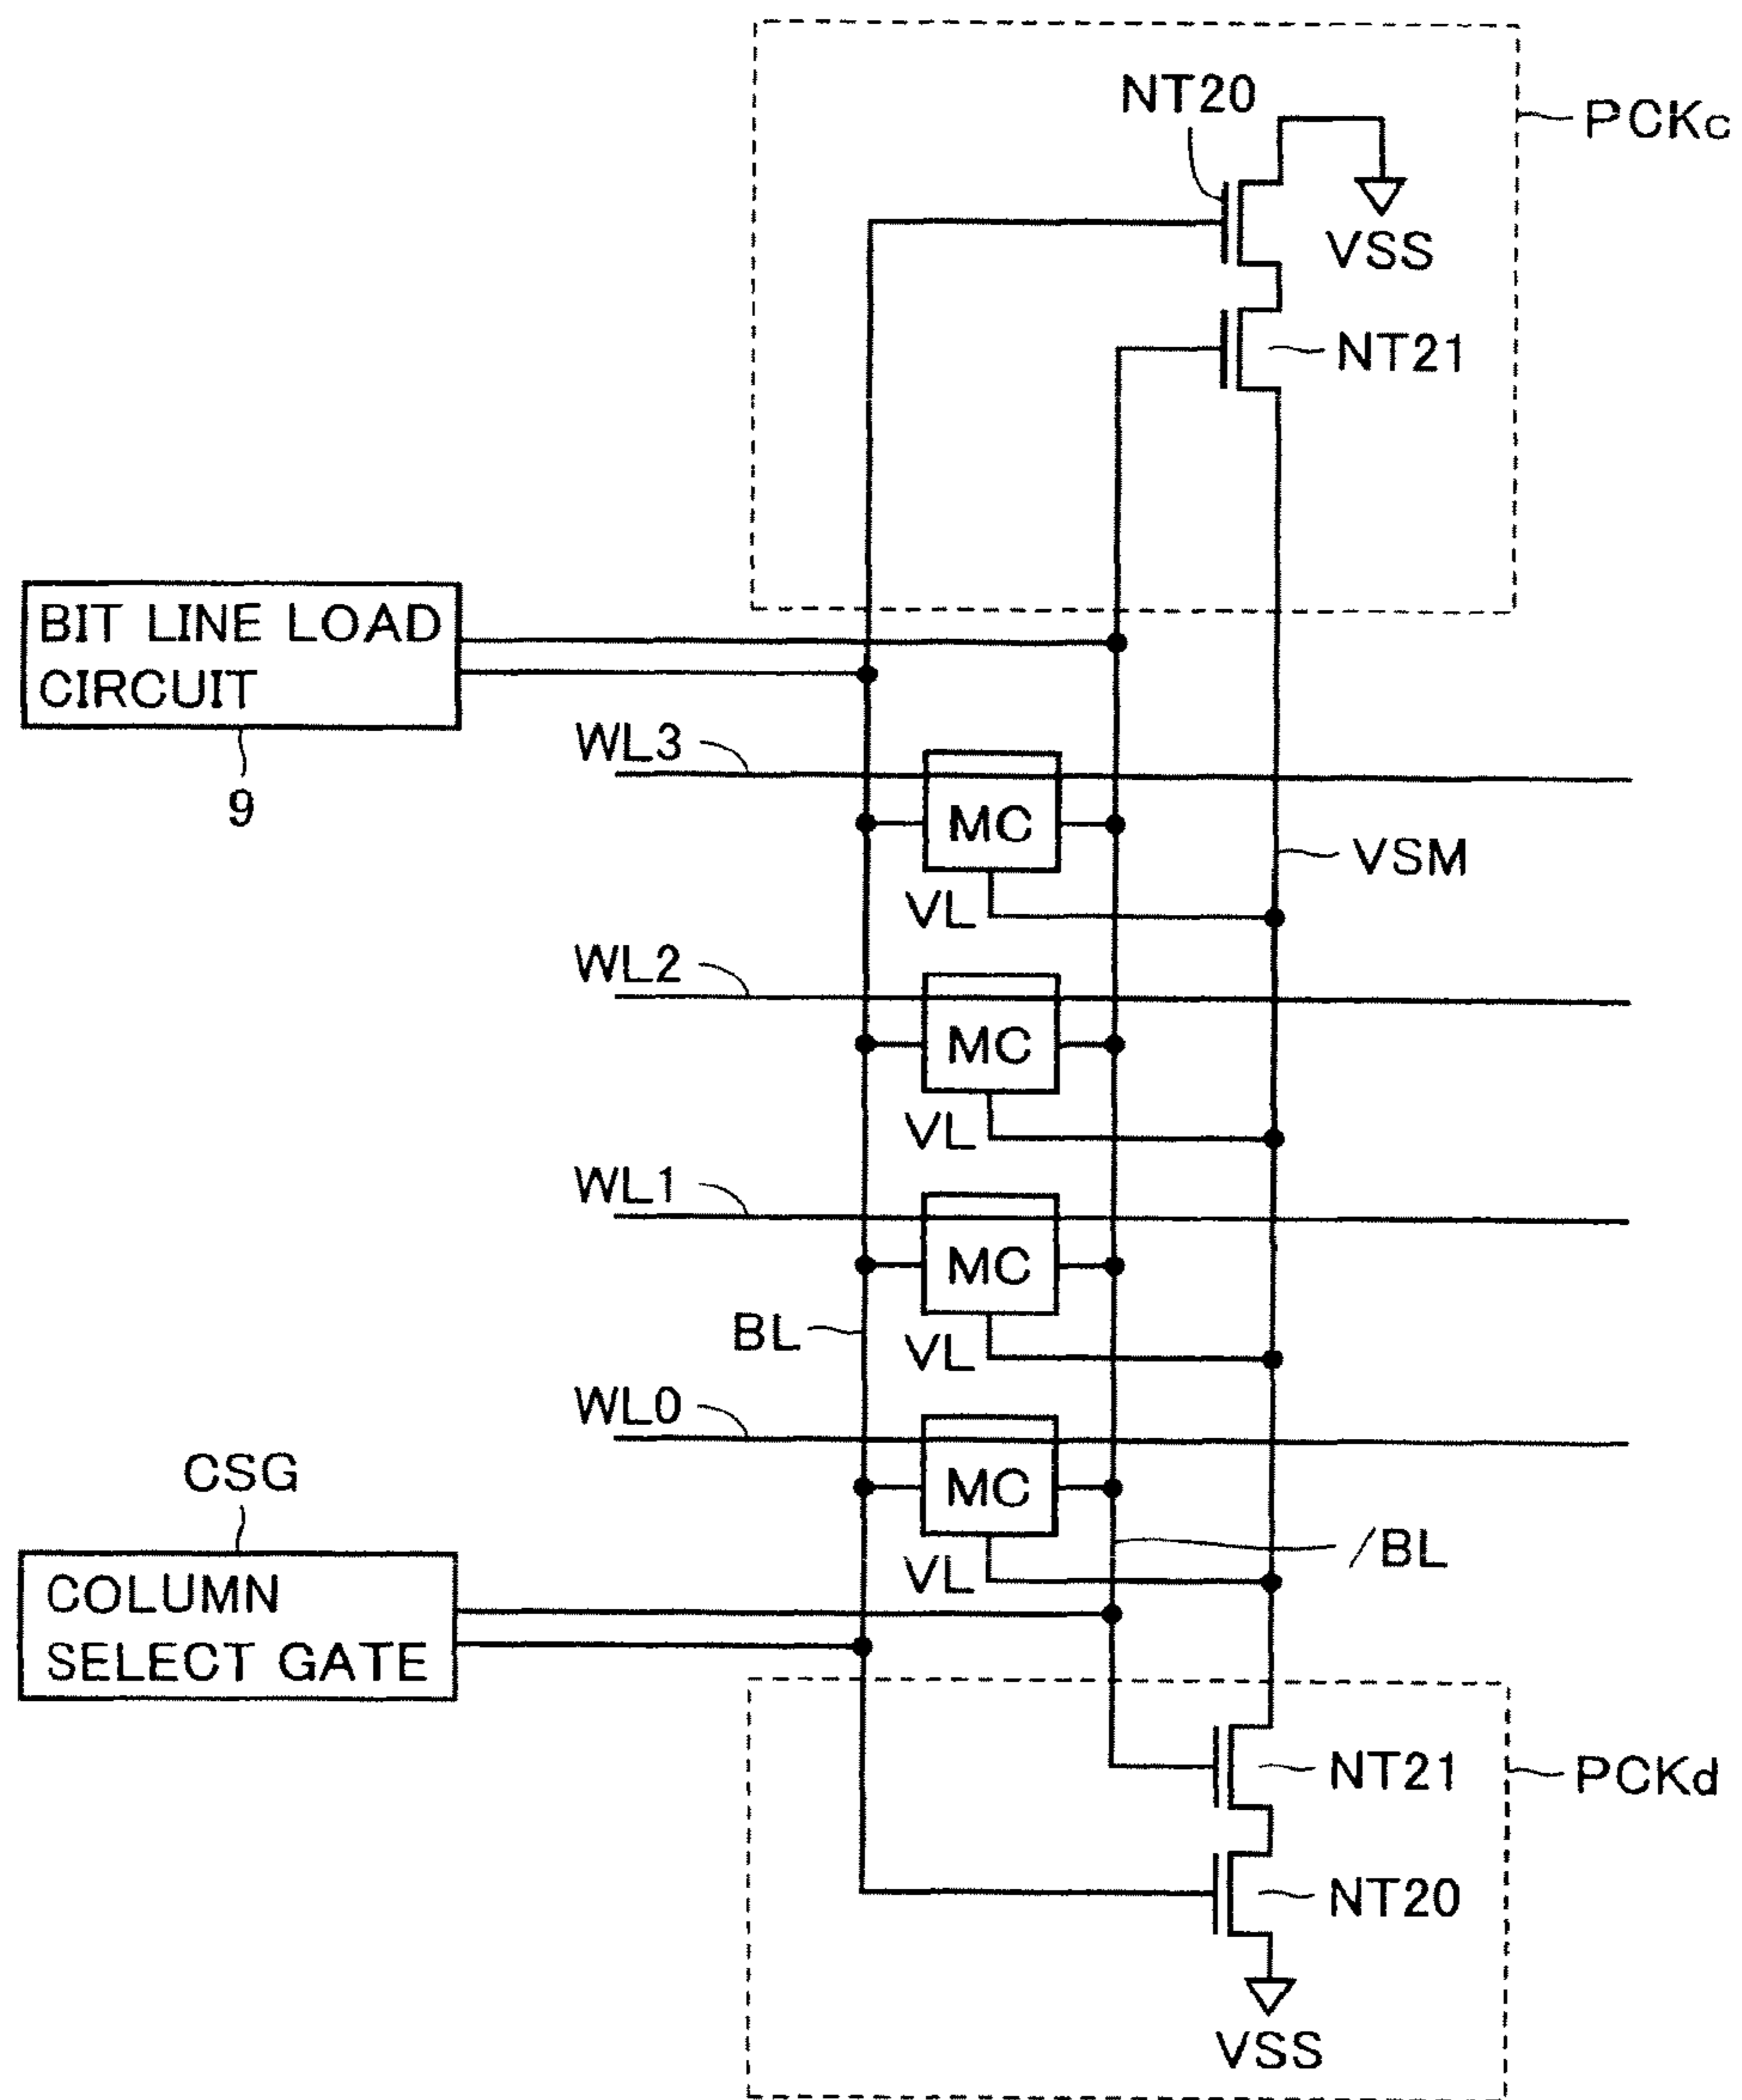 NT20
PCKc
VSS
NT21
BIT LINE LOAD
CIRCUIT
9
WL3
MC
VSM
VL
WL2
MC
VL
WL1
MC
BL
VL
WL0
CSG
MC
/BL
VL
COLUMN
SELECT GATE
NT21
PCKd
NT20
VSS